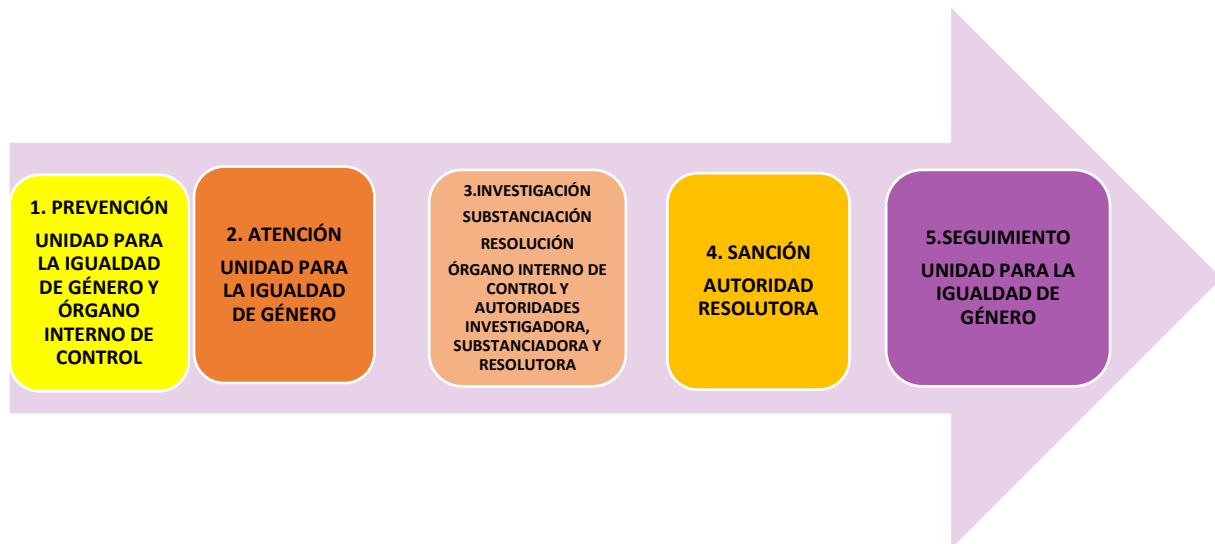 1. PREVENCIÓN
UNIDAD PARA
LA IGUALDAD
DE GÉNERO Y
ÓRGANO
INTERNO DE
CONTROL
2. ATENCIÓN
UNIDAD PARA
LA IGUALDAD
DE GÉNERO
3.INVESTIGACIÓN
SUBSTANCIACIÓN
RESOLUCIÓN
ÓRGANO INTERNO DE
CONTROL Y
AUTORIDADES
INVESTIGADORA,
SUBSTANCIADORA Y
RESOLUTORA
4. SANCIÓN
AUTORIDAD
RESOLUTORA
5.SEGUIMIENTO
UNIDAD PARA LA
IGUALDAD DE
GÉNERO